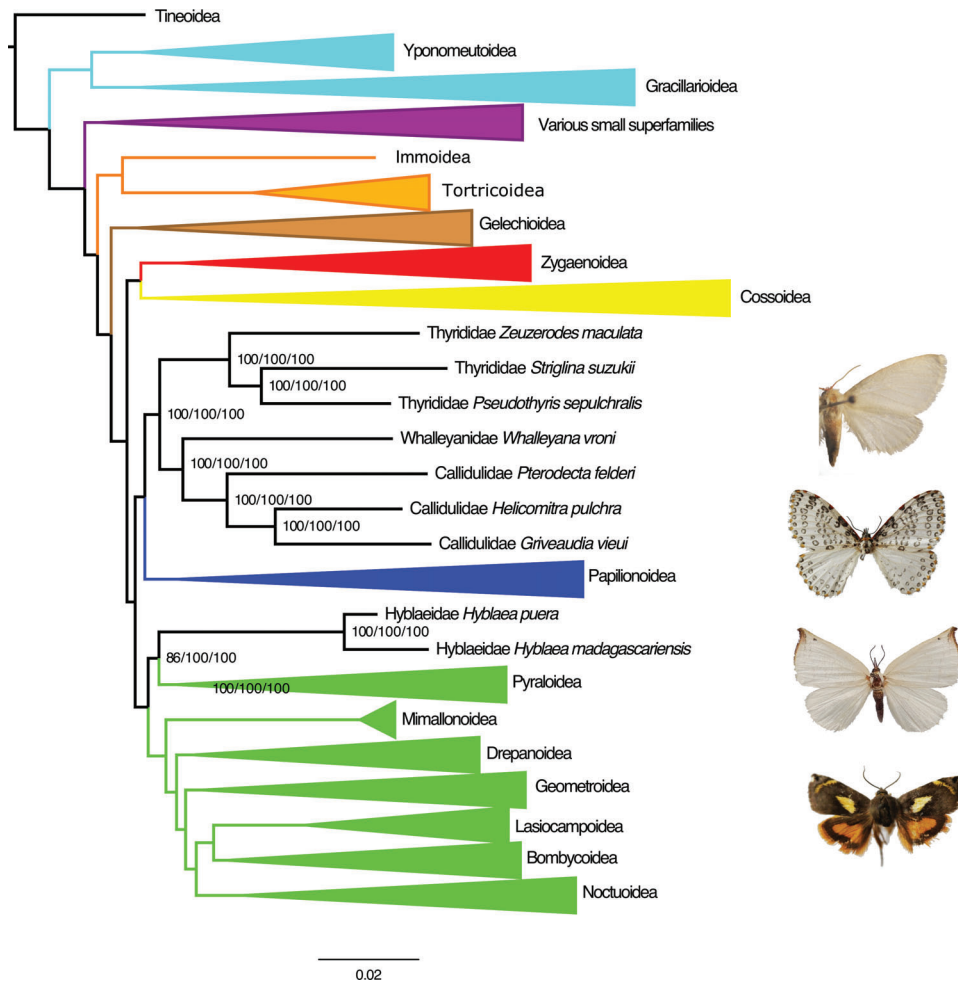 Tineoidea
Yponomeutoidea
Gracillarioidea
Various small superfamilies
Immoidea
Tortricoidea
Gelechioidea
Zygaenoidea
Cossoidea
Thyrididae Zeuzerodes maculata
100/100/100
Thyrididae Striglina suzukii
100/100/100
Thyrididae Pseudothyris sepulchralis
100/100/100
Whalleyanidae Whalleyana vroni
100/100/100
Callidulidae Pterodecta felderi
100/100/100
Callidulidae Helicomitra pulchra
100/100/100
Callidulidae Griveaudia vieui
Papilionoidea
Hyblaeidae Hyblaea puera
100/100/100
Hyblaeidae Hyblaea madagascariensis
86/100/100
Pyraloidea
100/100/100
Mimallonoidea
Drepanoidea
Geometroidea
Lasiocampoidea
Bombycoidea
Noctuoidea
0.02